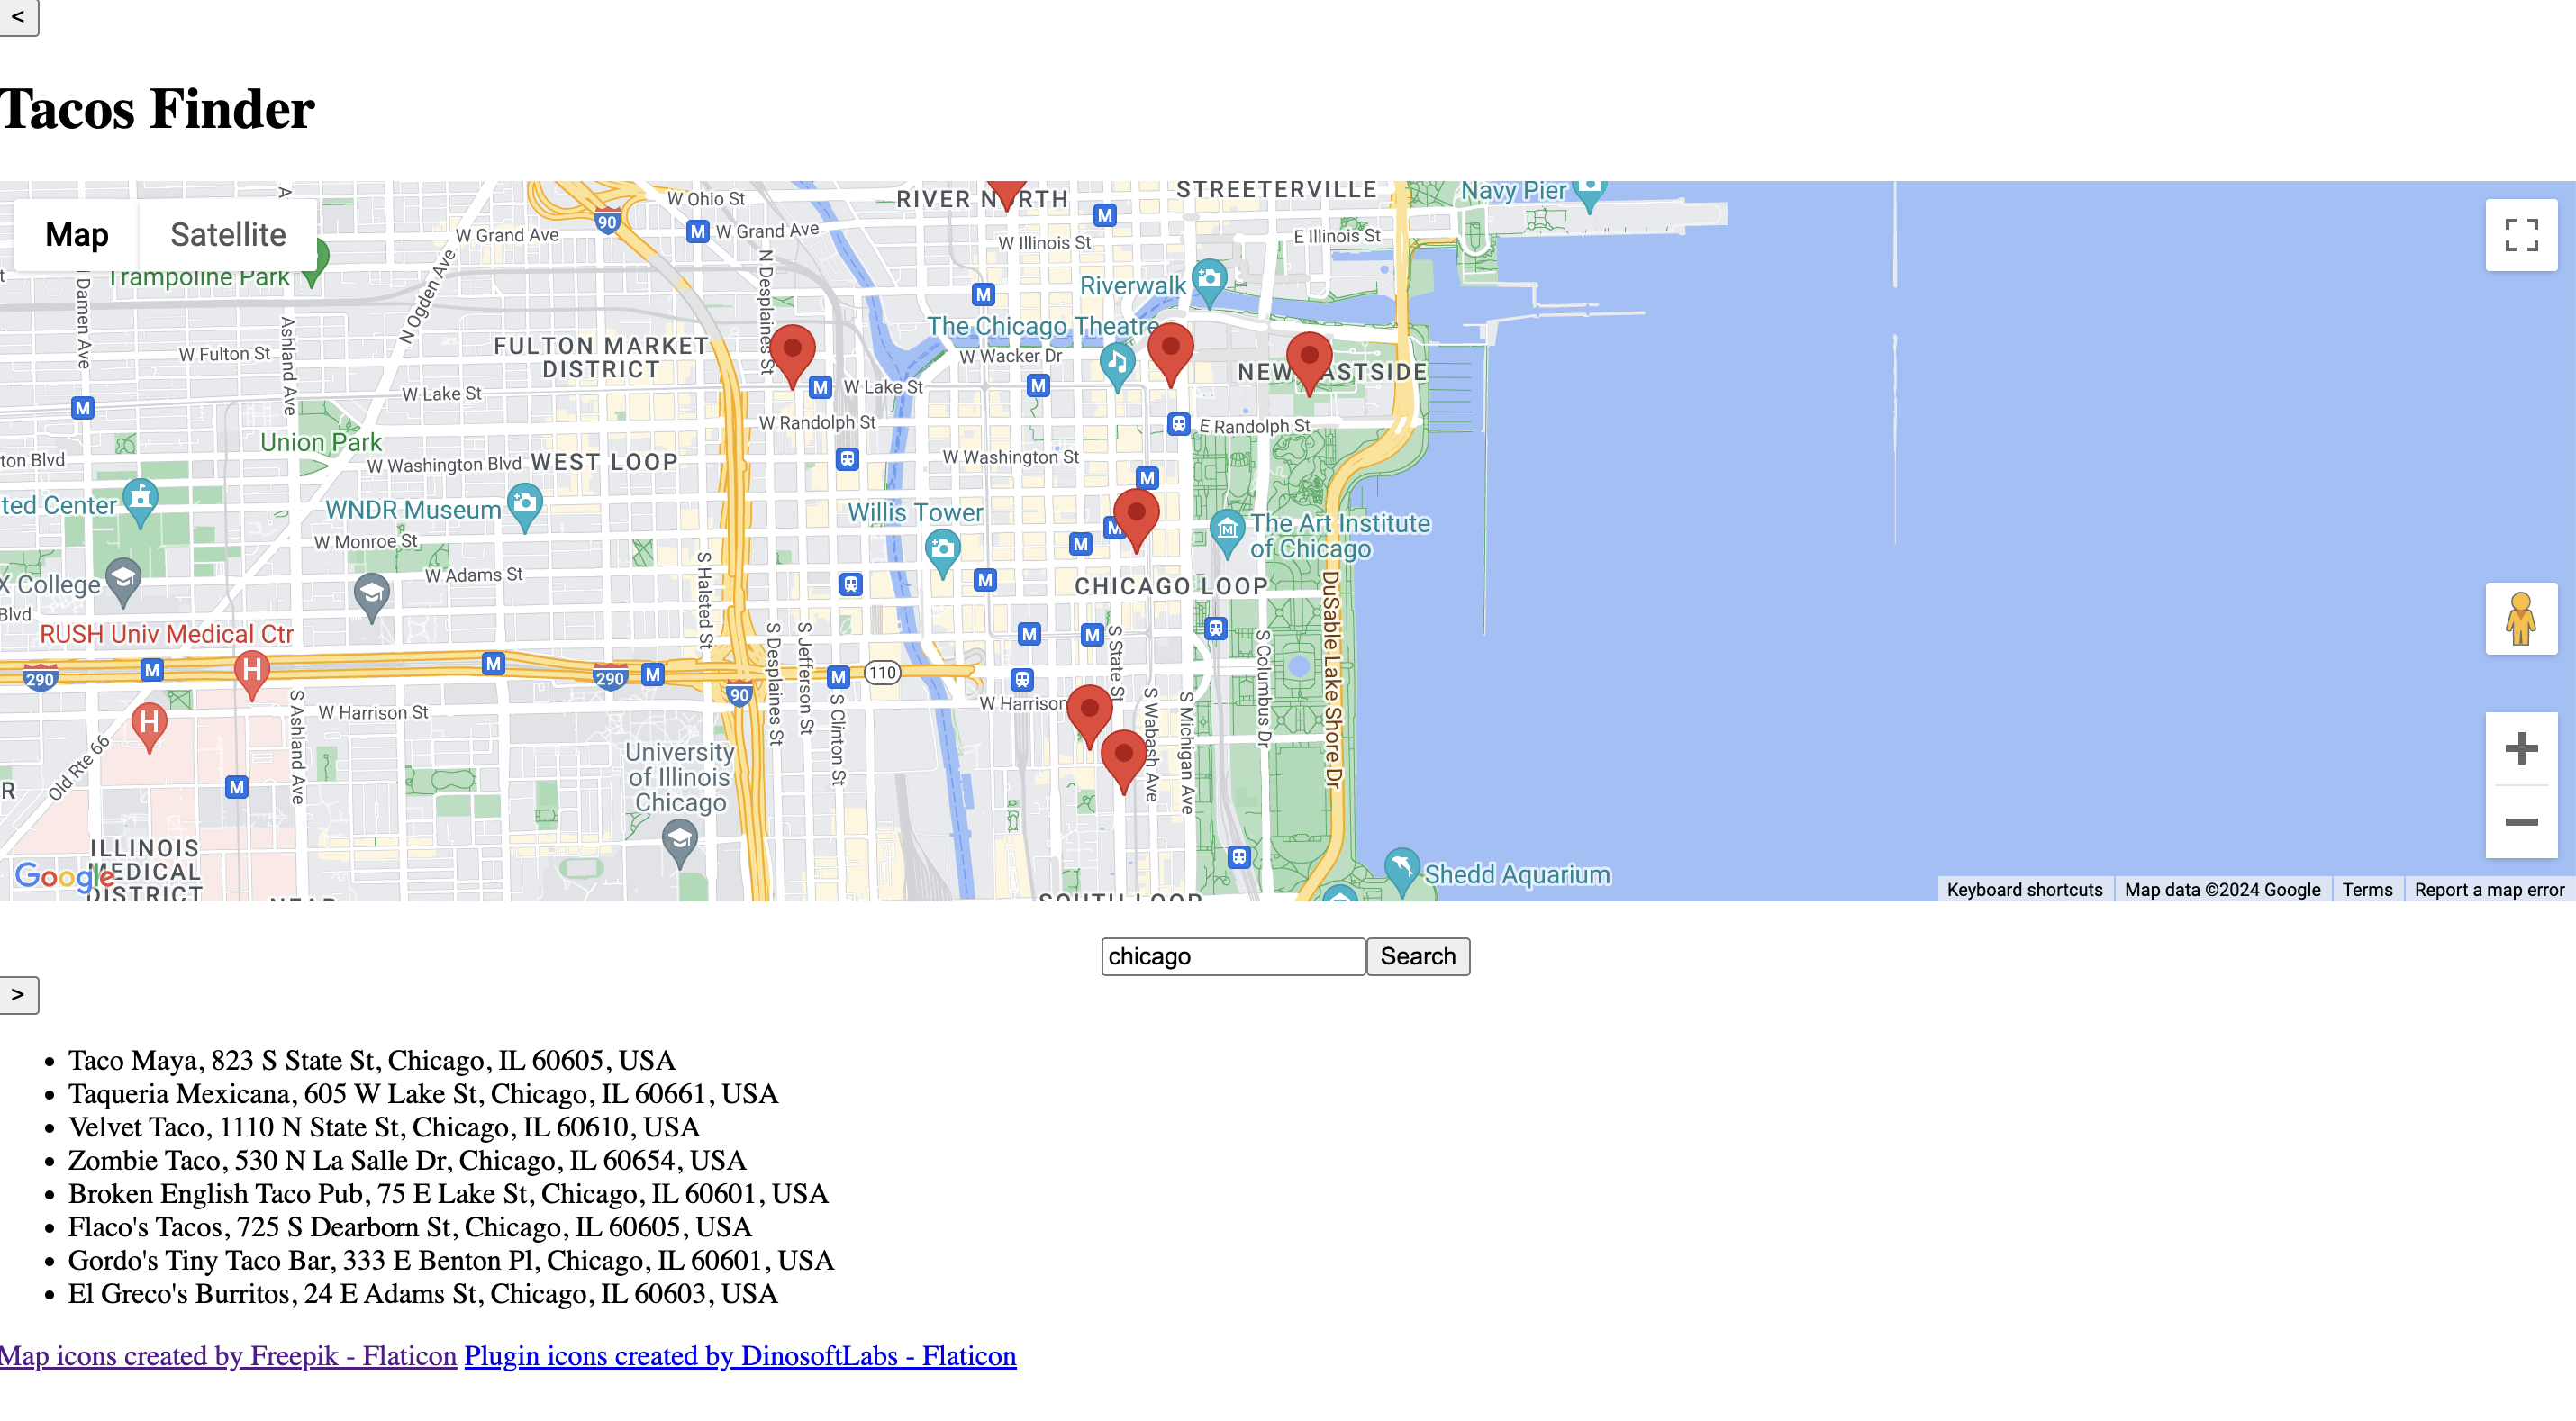 <
Tacos Finder
Map Satellite
RIVER NORTH
STREETERVILLE
Navy Pier
W Ohio St
W Grand Ave
W Grand Ave
W Illinois St
E Illinois St
90
Trampoline Park
N Damen Ave
N Ogden Ave
N Desplaines St
Riverwalk
The Chicago Theatre
Ashland Ave
W Fulton St
FULTON MARKET
DISTRICT
W Wacker Dr
NEW EASTSIDE
W Lake St
W Lake St
W Randolph St
E Randolph St
Union Park
ton Blvd
W Washington Blvd
WEST LOOP
W Washington St
ted Center
WNDR Museum
Willis Tower
The Art Institute
of Chicago
W Monroe St
X College
W Adams St
S Halsted St
CHICAGO LOOP
DuSable Lake Shore Dr
Blvd
RUSH Univ Medical Ctr
S Desplaines St
S Jefferson St
S State St
S Columbus Dr
290
290
90
110
S Clinton St
W Harrison
S Wabash Ave
S Michigan Ave
S Ashland Ave
W Harrison St
Old Rte 66
University
of Illinois
Chicago
R
ILLINOIS
MEDICAL
DISTRICT
Google
NEAR
SOUTH LOOP
Shedd Aquarium
Keyboard shortcuts Map data ©2024 Google Terms Report a map error
chicago Search
>
• Taco Maya, 823 S State St, Chicago, IL 60605, USA
• Taqueria Mexicana, 605 W Lake St, Chicago, IL 60661, USA
• Velvet Taco, 1110 N State St, Chicago, IL 60610, USA
• Zombie Taco, 530 N La Salle Dr, Chicago, IL 60654, USA
• Broken English Taco Pub, 75 E Lake St, Chicago, IL 60601, USA
• Flaco's Tacos, 725 S Dearborn St, Chicago, IL 60605, USA
• Gordo's Tiny Taco Bar, 333 E Benton Pl, Chicago, IL 60601, USA
• El Greco's Burritos, 24 E Adams St, Chicago, IL 60603, USA
Map icons created by Freepik - Flaticon Plugin icons created by DinosoftLabs - Flaticon